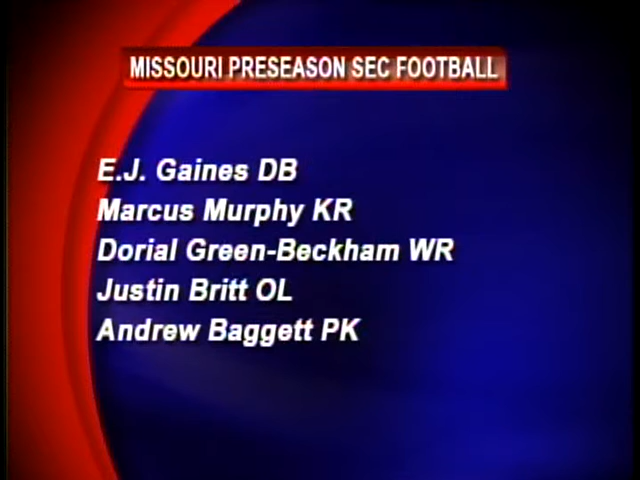 MISSOURI PRESEASON SEC FOOTBALL
E.J. Gaines DB
Marcus Murphy KR
Dorial Green-Beckham WR
Justin Britt OL
Andrew Baggett PK